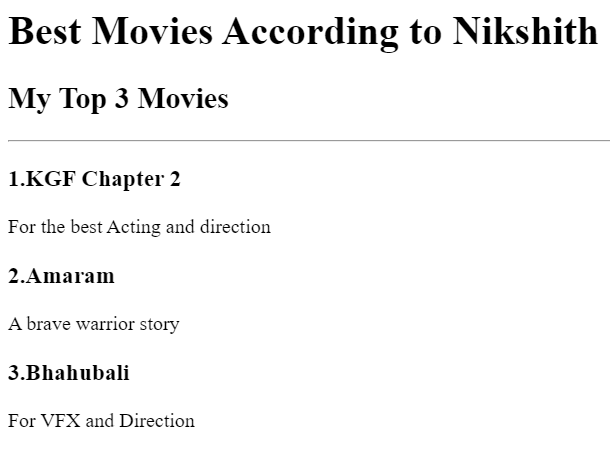 Best Movies According to Nikshith
My Top 3 Movies
1.KGF Chapter 2
For the best Acting and direction
2.Amaram
A brave warrior story
3.Bhahubali
For VFX and Direction